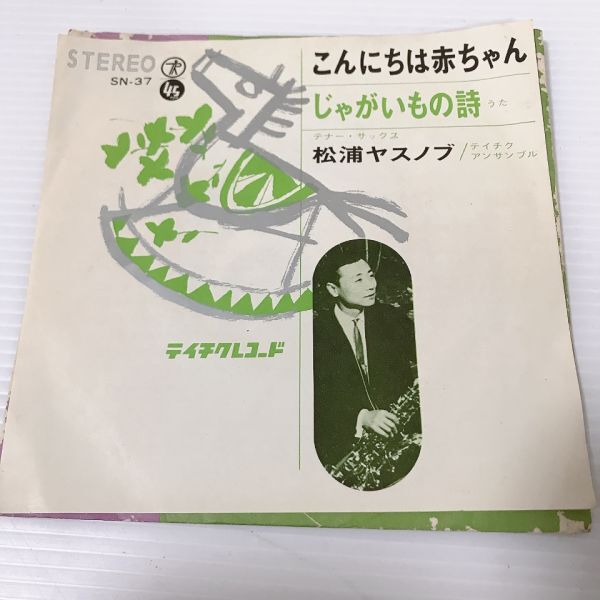 STEREO
SN-37
45
こんにちは赤ちゃん
じゃがいもの詩 うた
テナー・サックス
松浦ヤスノブ/テイチクアンサンブル
テイチクレコード